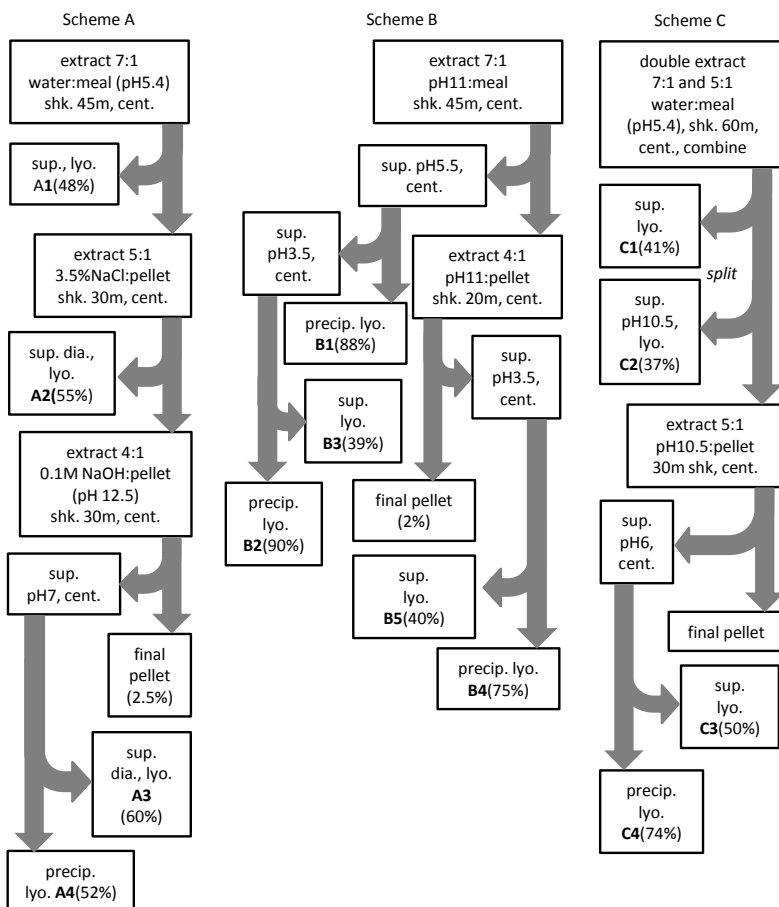 Scheme A
extract 7:1
water:meal (pH5.4)
shk. 45m, cent.
sup., lyo.
A1(48%)
extract 5:1
3.5%NaCl:pellet
shk. 30m, cent.
sup. dia.,
lyo.
A2(55%)
extract 4:1
0.1M NaOH:pellet
(pH 12.5)
shk. 30m, cent.
sup.
pH7, cent.
final
pellet
(2.5%)
sup.
dia., lyo.
A3
(60%)
precip.
lyo. A4(52%)
Scheme B
extract 7:1
pH11:meal
shk. 45m, cent.
sup. pH5.5,
cent.
sup.
pH3.5,
cent.
extract 4:1
pH11:pellet
shk. 20m, cent.
precip. lyo.
B1(88%)
sup.
pH3.5,
cent.
sup.
lyo.
B3(39%)
precip.
lyo.
B2(90%)
final pellet
(2%)
sup.
lyo.
B5(40%)
precip. lyo.
B4(75%)
Scheme C
double extract
7:1 and 5:1
water:meal
(pH5.4), shk. 60m,
cent., combine
sup.
lyo.
C1(41%)
split
sup.
pH10.5,
lyo.
C2(37%)
extract 5:1
pH10.5:pellet
30m shk, cent.
sup.
pH6,
cent.
final pellet
sup.
lyo.
C3(50%)
precip.
lyo.
C4(74%)